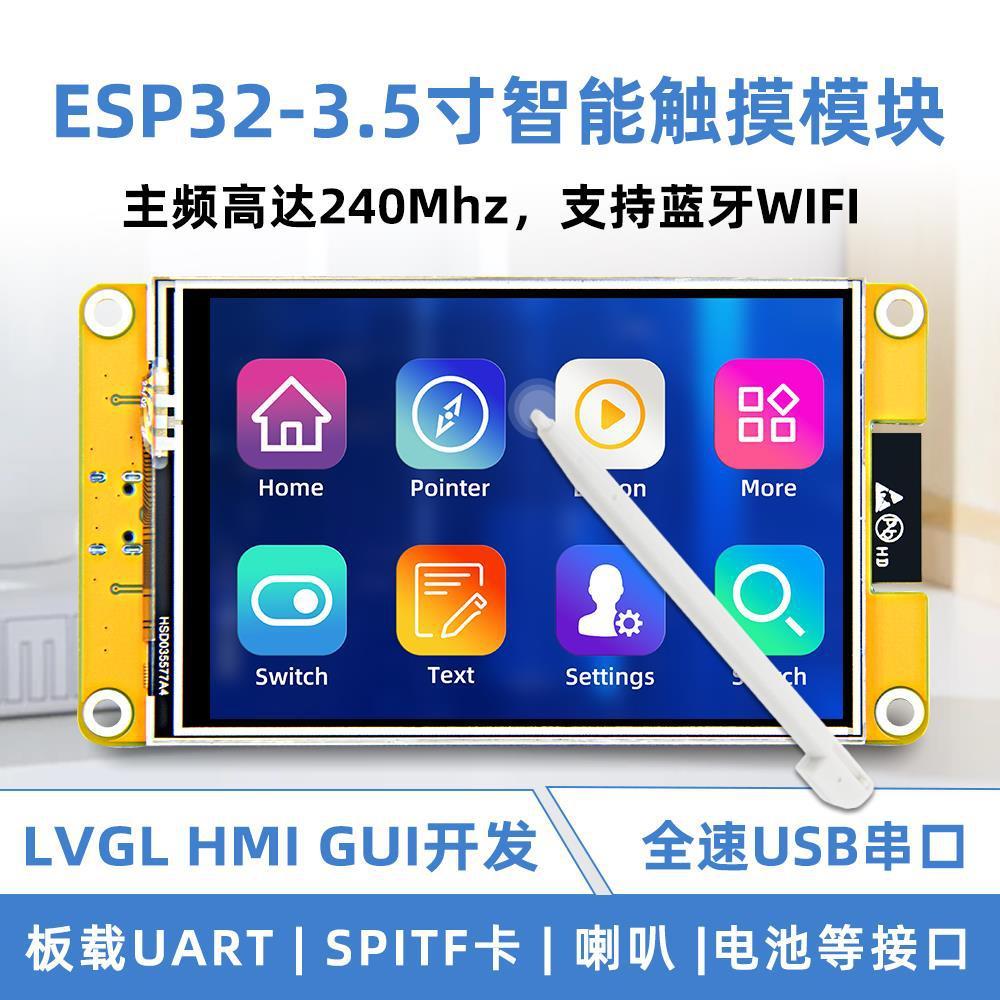 ESP32-3.5寸智能触摸模块
主频高达240Mhz，支持蓝牙WIFI
Home
Pointer
More
Switch
Text
Settings
HSD035577A4
Pb
HD
LVGL HMI GUI开发
全速USB串口
板载UART | SPITF卡 | 喇叭 |电池等接口